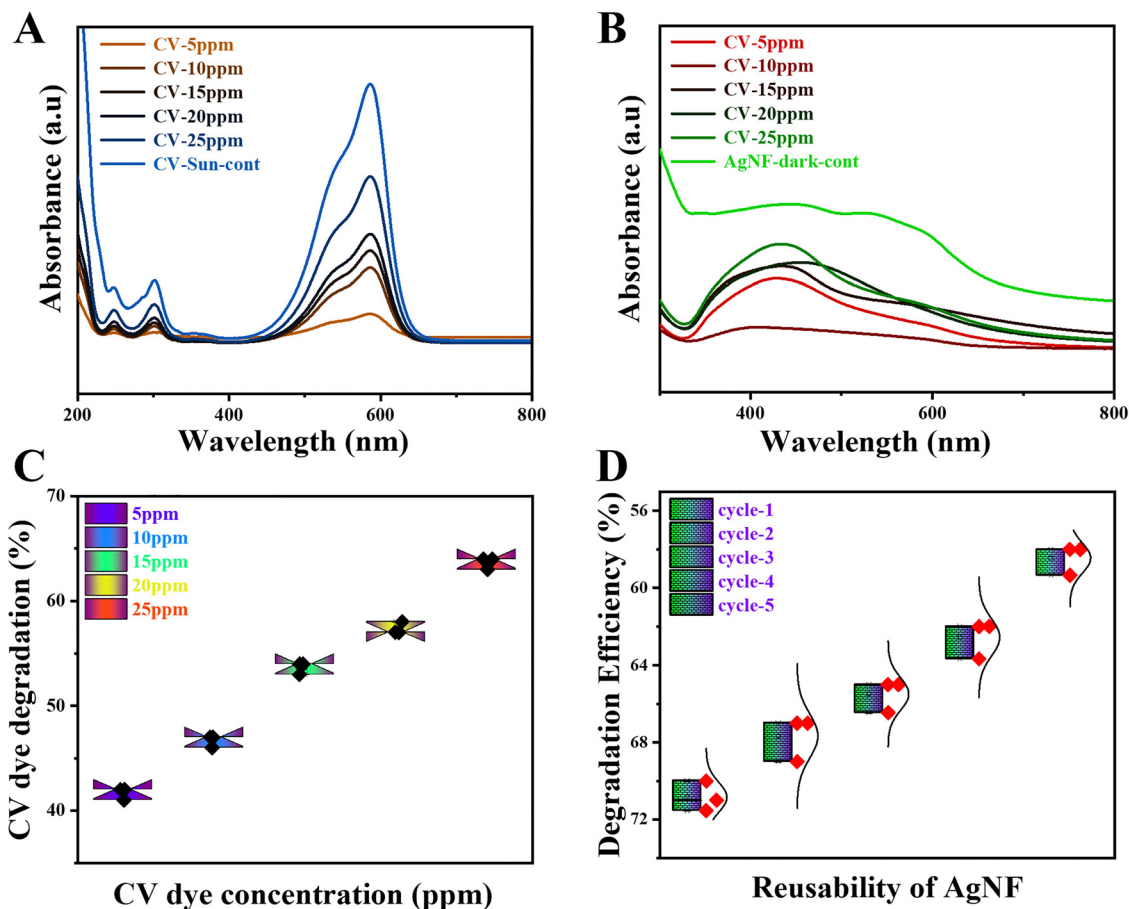 A
CV-5ppm
CV-10ppm
CV-15ppm
CV-20ppm
CV-25ppm
CV-Sun-cont
Absorbance (a.u)
200
400
600
800
Wavelength (nm)
B
CV-5ppm
CV-10ppm
CV-15ppm
CV-20ppm
CV-25ppm
AgNF-dark-cont
Absorbance (a.u)
400
600
800
Wavelength (nm)
C
70
60
50
40
5ppm
10ppm
15ppm
20ppm
25ppm
CV dye degradation (%)
CV dye concentration (ppm)
D
56
60
64
68
72
cycle-1
cycle-2
cycle-3
cycle-4
cycle-5
Degradation Efficiency (%)
Reusability of AgNF